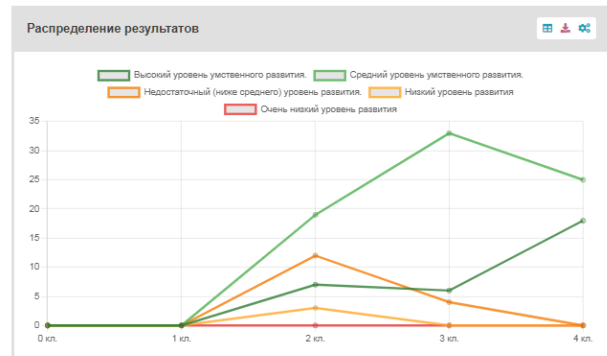 Распределение результатов
Высокий уровень умственного развития. Средний уровень умственного развития.
Недостаточный (ниже среднего) уровень развития. Низкий уровень развития
Очень низкий уровень развития
35
30
25
20
15
10
5
0
0 кл. 1 кл. 2 кл. 3 кл. 4 кл.